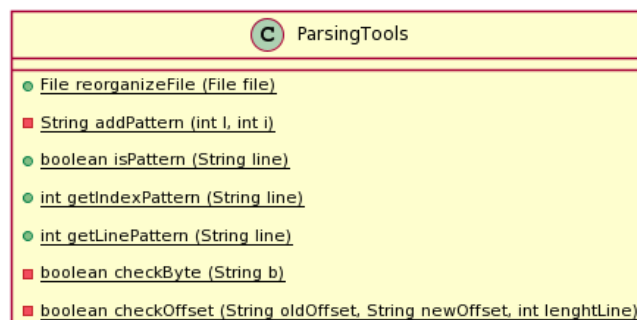 C ParsingTools
File reorganizeFile (File file)
String addPattern (int l, int i)
boolean isPattern (String line)
int getIndexPattern (String line)
int getLinePattern (String line)
boolean checkByte (String b)
boolean checkOffset (String oldOffset, String newOffset, int lenghtLine)